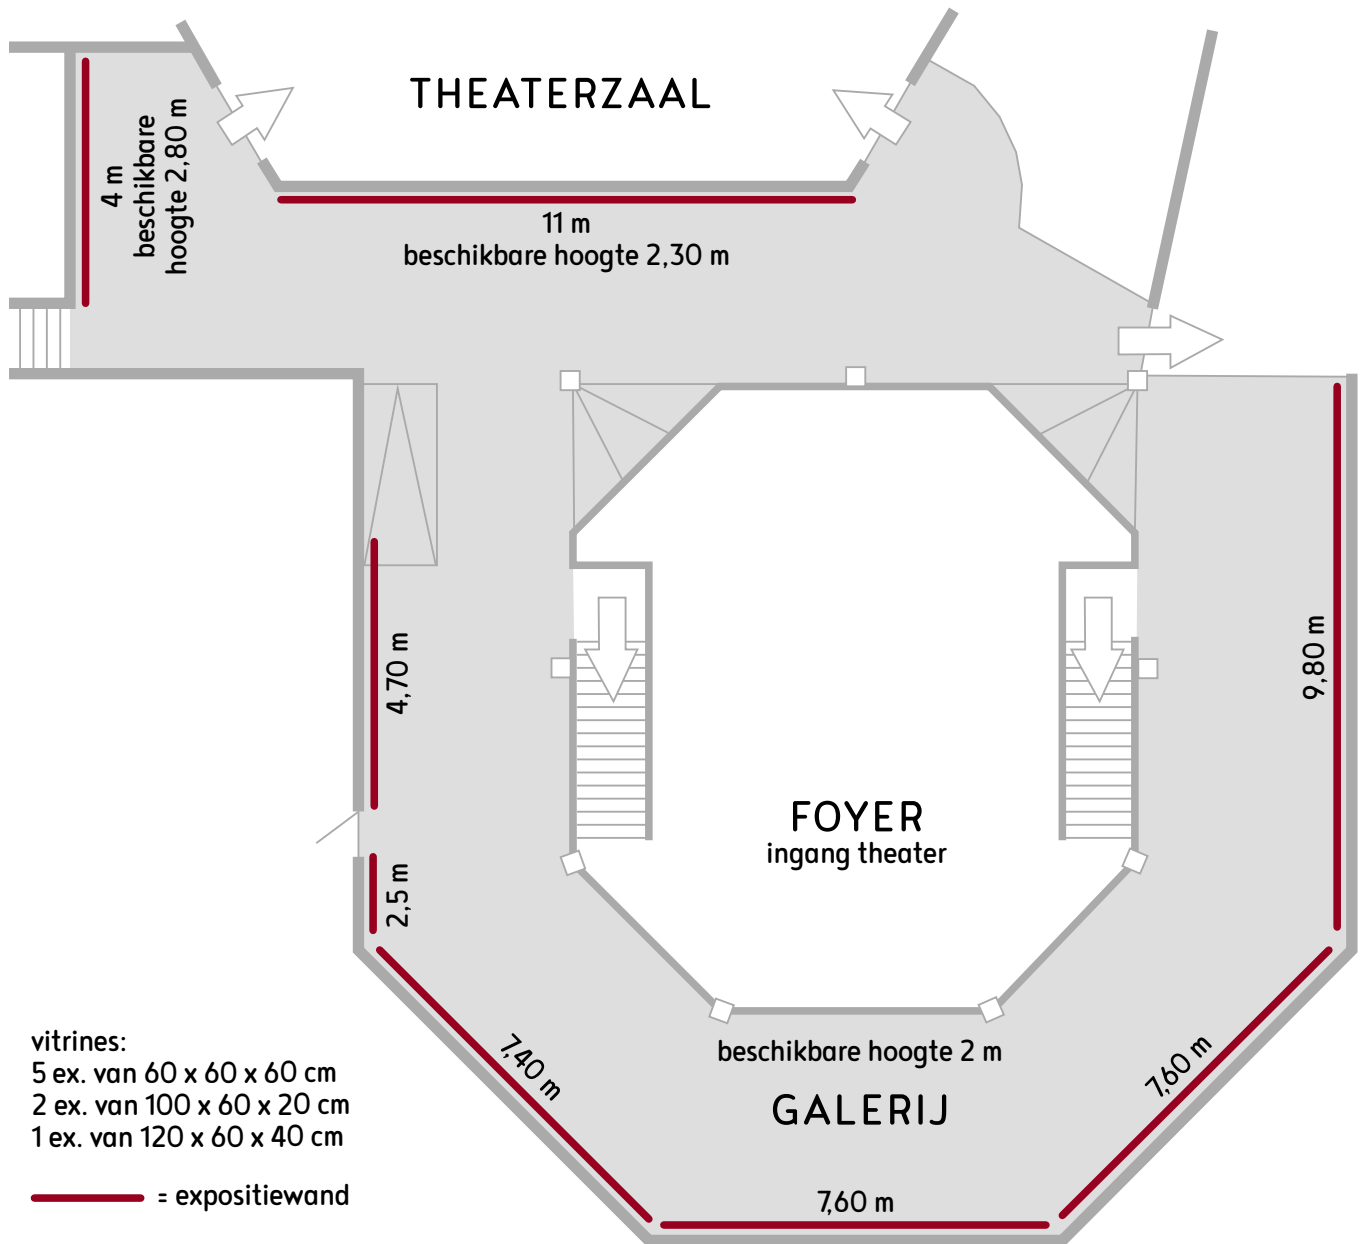 THEATERZAAL
4 m
beschikbare
hoogte 2,80 m
11 m
beschikbare hoogte 2,30 m
4,70 m
9,80 m
FOYER
ingang theater
2,5 m
vitrines:
5 ex. van 60 x 60 x 60 cm
2 ex. van 100 x 60 x 20 cm
1 ex. van 120 x 60 x 40 cm
= expositiewand
7,40 m
beschikbare hoogte 2 m
GALERIJ
7,60 m
7,60 m